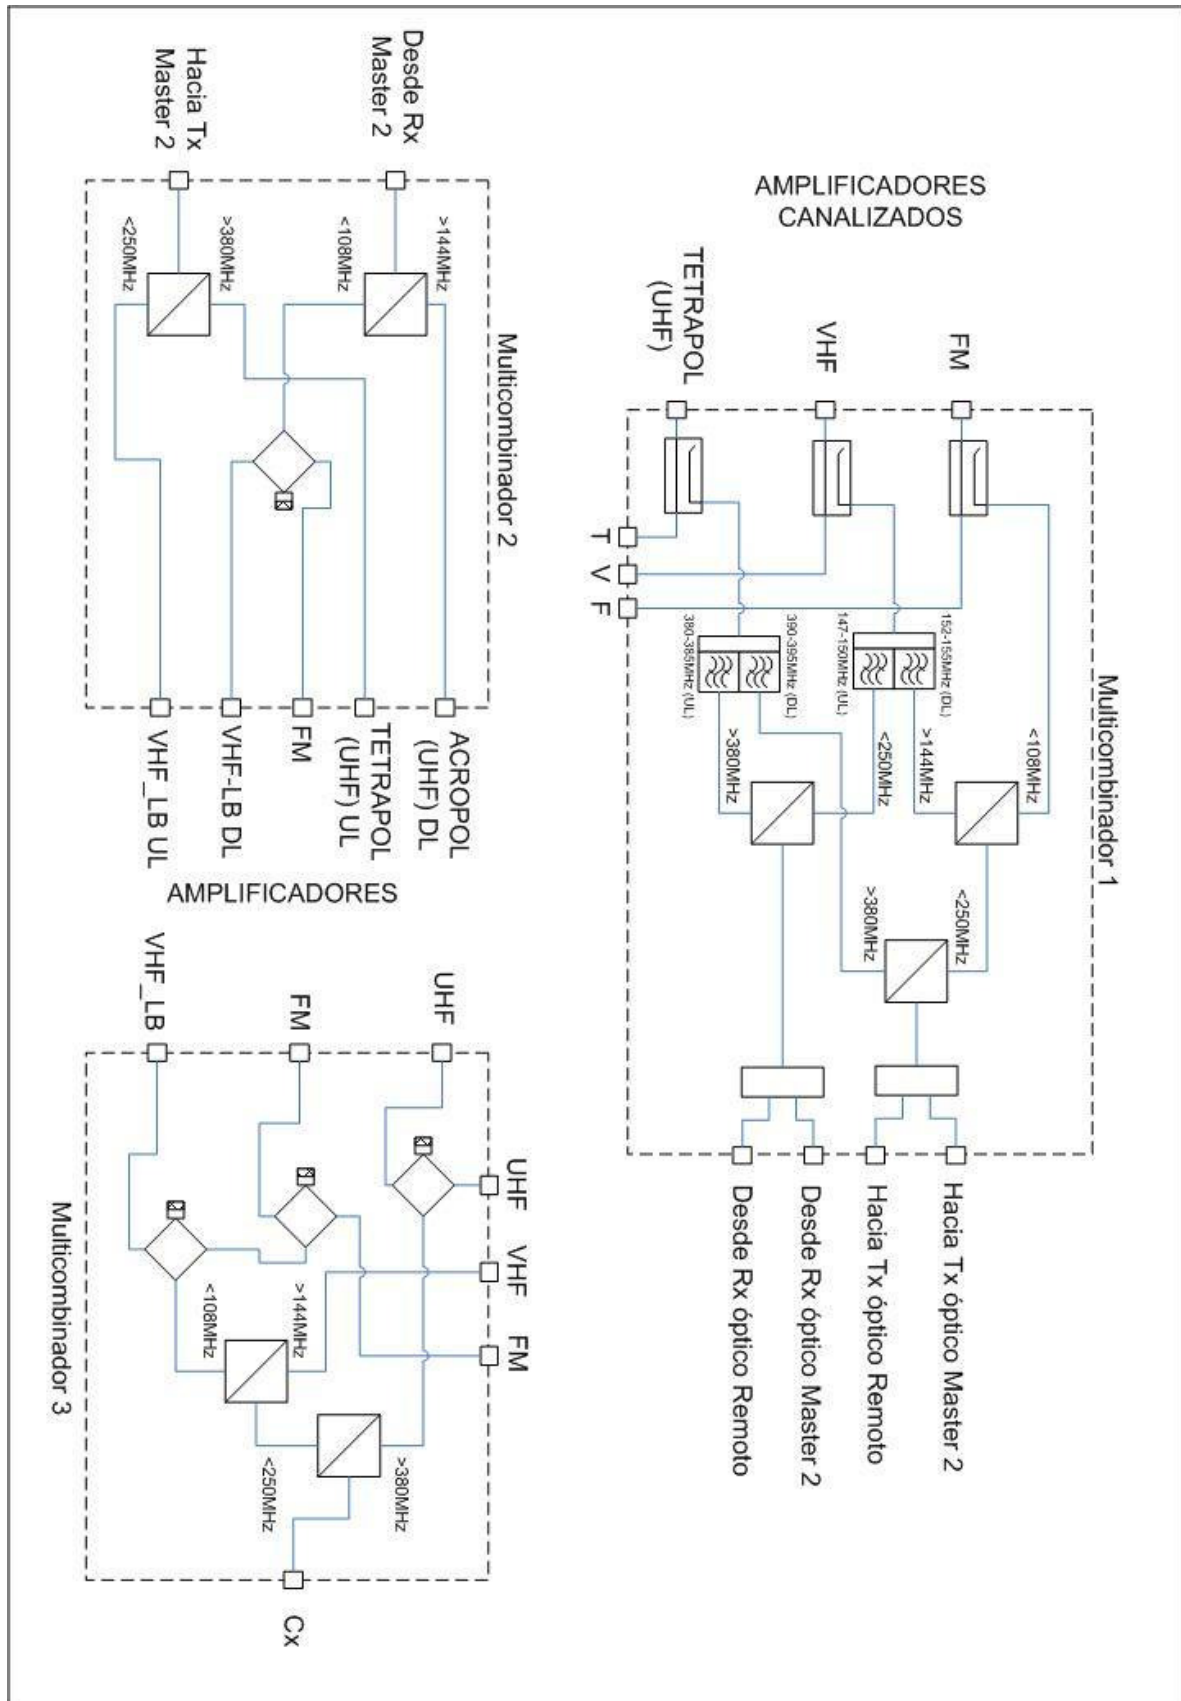 AMPLIFICADORES
CANALIZADOS
Multicombinador 1
FM
VHF
TETRAPOL
(UHF)
T
V
F
<108MHz
152-155MHz (DL)
147-150MHz (UL)
>144MHz
<250MHz
390-395MHz (DL)
380-385MHz (UL)
>380MHz
<250MHz
>380MHz
Hacia Tx óptico Master 2
Hacia Tx óptico Remoto
Desde Rx óptico Master 2
Desde Rx óptico Remoto
Desde Rx
Master 2
Hacia Tx
Master 2
Multicombinador 2
>144MHz
<108MHz
>380MHz
<250MHz
ACROPOL
(UHF) DL
TETRAPOL
(UHF) UL
FM
VHF-LB DL
VHF_LB UL
AMPLIFICADORES
UHF
FM
VHF_LB
UHF
VHF
FM
>144MHz
<108MHz
>380MHz
<250MHz
Multicombinador 3
Cx